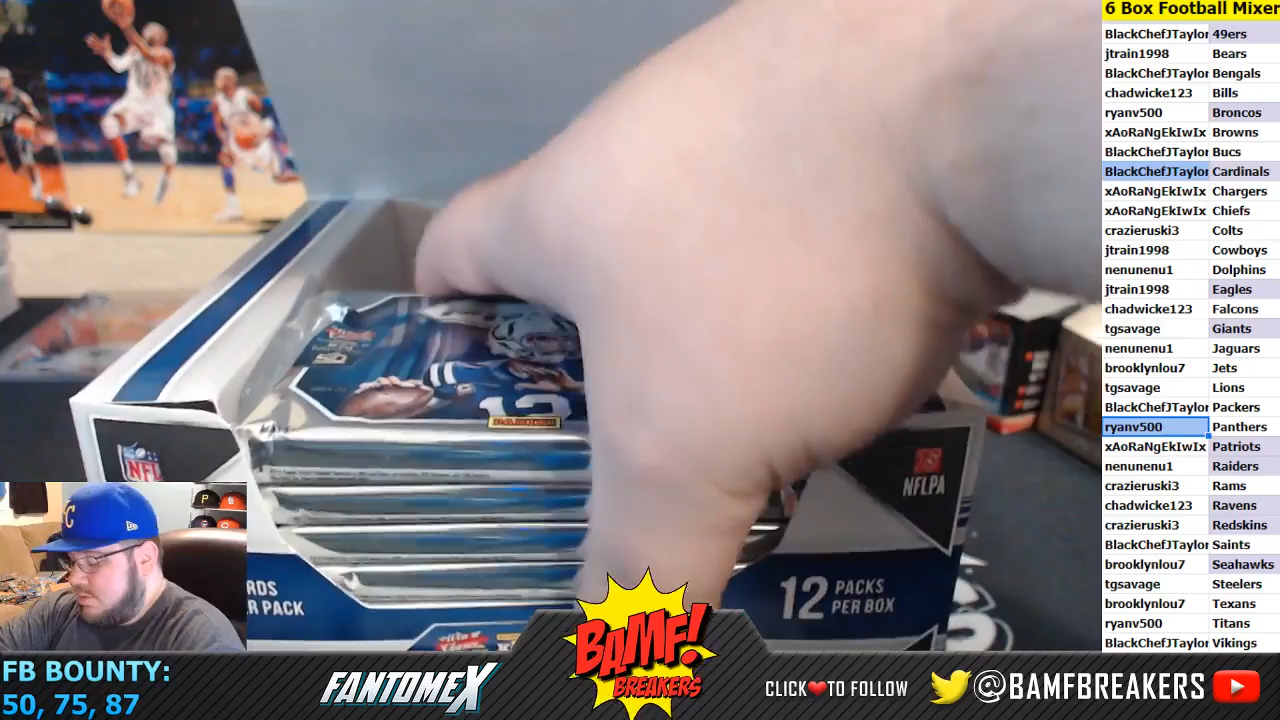 6 Box Football Mixer
BlackChefJTaylor 49ers
jtrain1998 Bears
BlackChefJTaylor Bengals
chadwicke123 Bills
ryanv500 Broncos
xAoRaNgEkIwIx Browns
BlackChefJTaylor Bucs
BlackChefJTaylor Cardinals
xAoRaNgEkIwIx Chargers
xAoRaNgEkIwIx Chiefs
crazieruski3 Colts
jtrain1998 Cowboys
nenunenu1 Dolphins
jtrain1998 Eagles
chadwicke123 Falcons
tgsavage Giants
nenunenu1 Jaguars
brooklynlou7 Jets
tgsavage Lions
BlackChefJTaylor Packers
ryanv500 Panthers
xAoRaNgEkIwIx Patriots
nenunenu1 Raiders
crazieruski3 Rams
chadwicke123 Ravens
crazieruski3 Redskins
BlackChefJTaylor Saints
brooklynlou7 Seahawks
tgsavage Steelers
brooklynlou7 Texans
ryanv500 Titans
BlackChefJTaylor Vikings
12
NFL
NFLPA
RDS
R PACK
12 PACKS
PER BOX
FB BOUNTY:
50, 75, 87
FANTOMEX
BAMF!
BREAKERS
CLICK TO FOLLOW
@BAMFBREAKERS